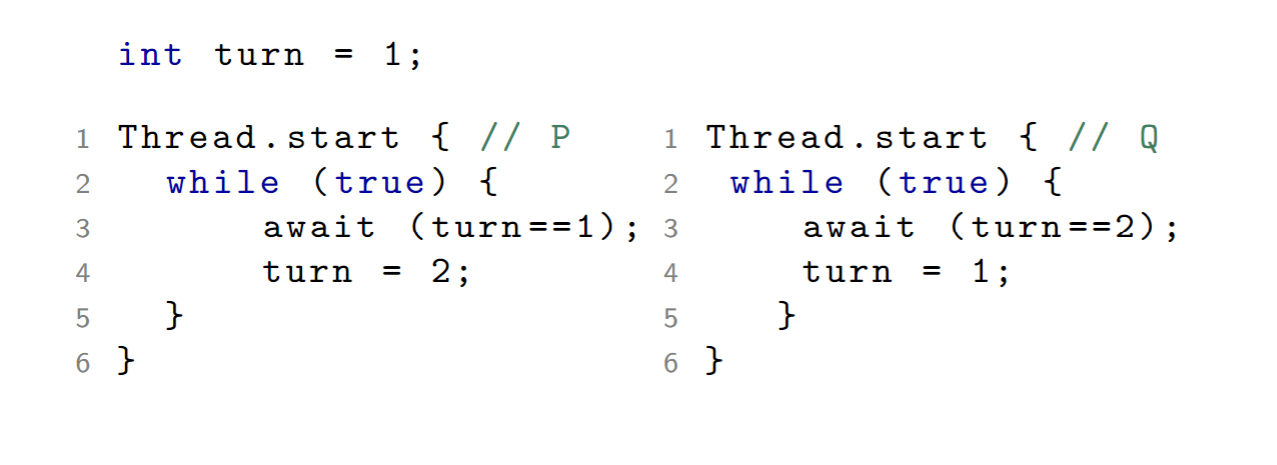 int turn = 1;
1 Thread.start { // P
2 while (true) {
3 await (turn==1);
4 turn = 2;
5 }
6 }
1 Thread.start { // Q
2 while (true) {
3 await (turn==2);
4 turn = 1;
5 }
6 }